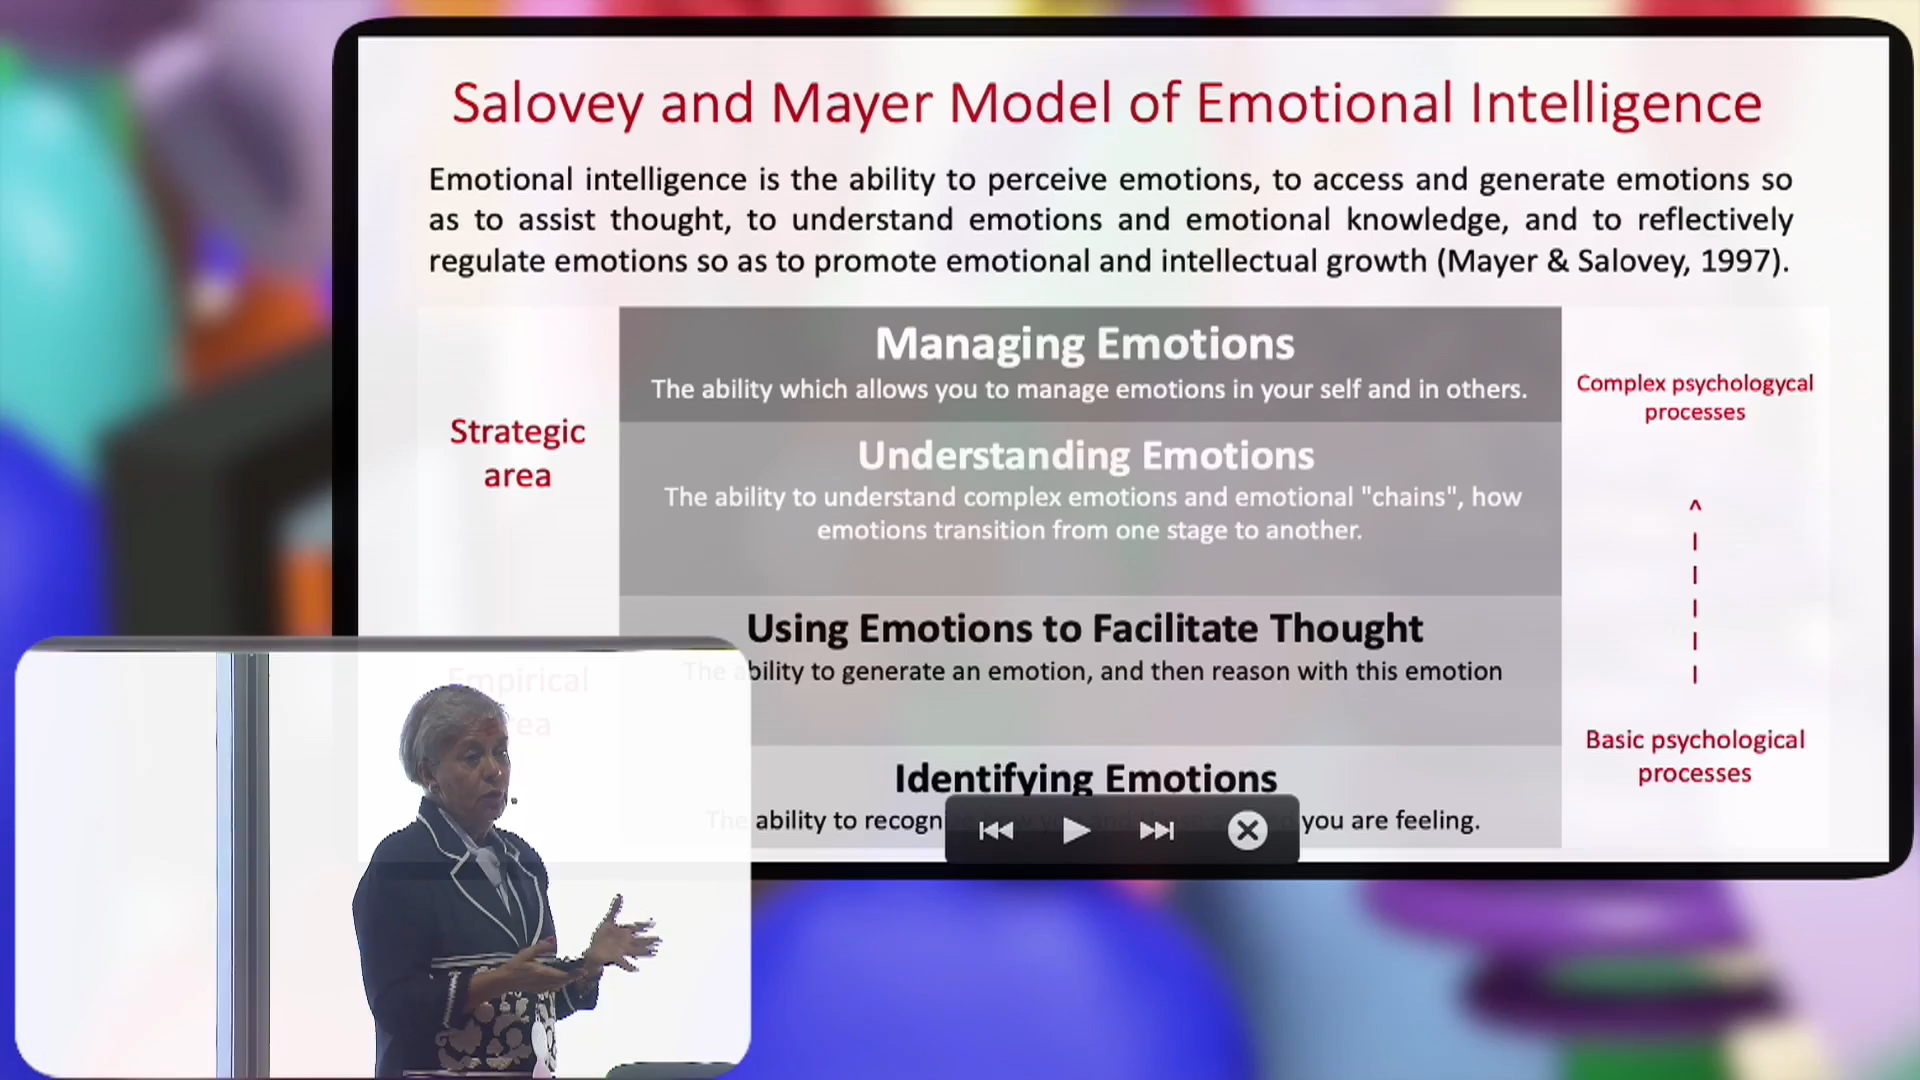 Salovey and Mayer Model of Emotional Intelligence
Emotional intelligence is the ability to perceive emotions, to access and generate emotions so
as to assist thought, to understand emotions and emotional knowledge, and to reflectively
regulate emotions so as to promote emotional and intellectual growth (Mayer & Salovey, 1997).
Strategic
area
Managing Emotions
The ability which allows you to manage emotions in your self and in others.
Understanding Emotions
The ability to understand complex emotions and emotional "chains", how
emotions transition from one stage to another.
Complex psychologycal
processes
Empirical
area
Using Emotions to Facilitate Thought
The ability to generate an emotion, and then reason with this emotion
Identifying Emotions
The ability to you are feeling.
Basic psychological
processes